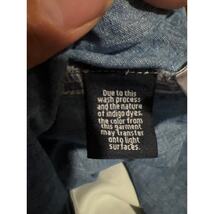 Due to this
wash process
and the nature
of indigo dyes,
the color from
this garment
may transfer
onto light
surfaces.